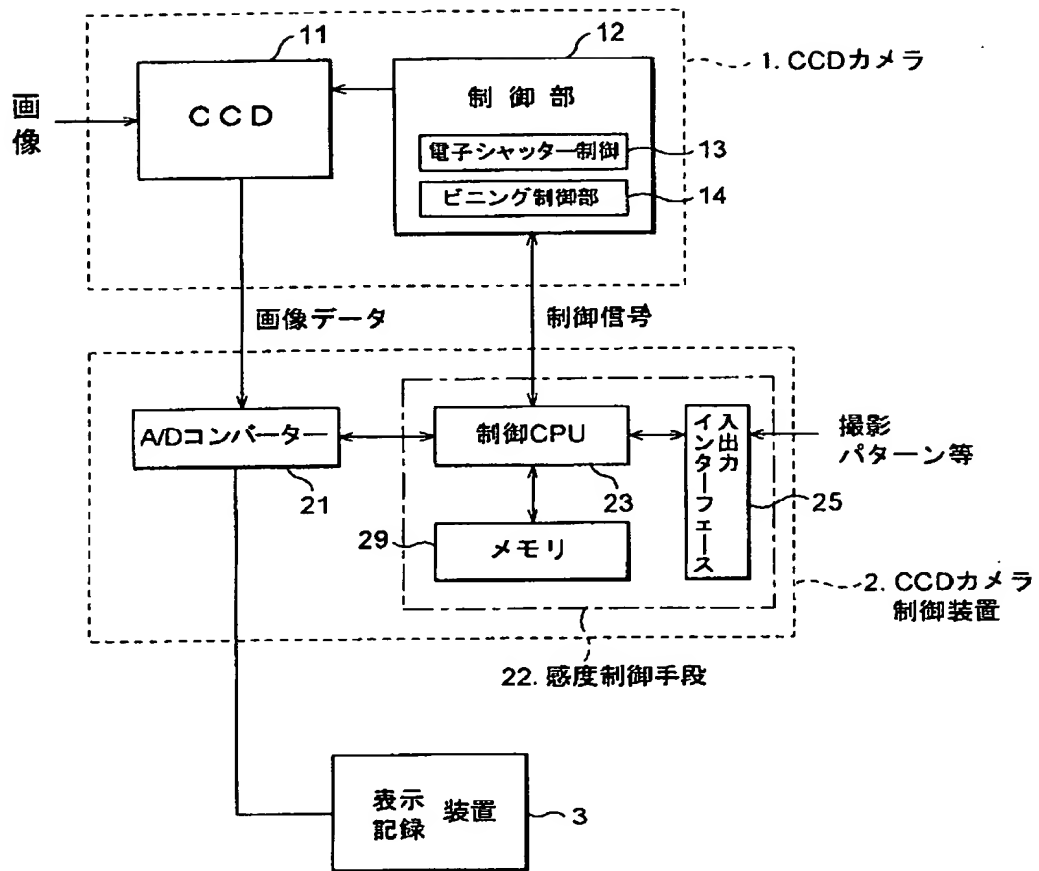 11
12
1. CCDカメラ
画像
CCD
制御部
電子シャッター制御
13
ビニング制御部
14
画像データ
制御信号
A/Dコンバーター
21
制御CPU
23
入出力
インターフェース
25
撮影
パターン等
29
メモリ
2. CCDカメラ
制御装置
22. 感度制御手段
表示
記録
装置
3